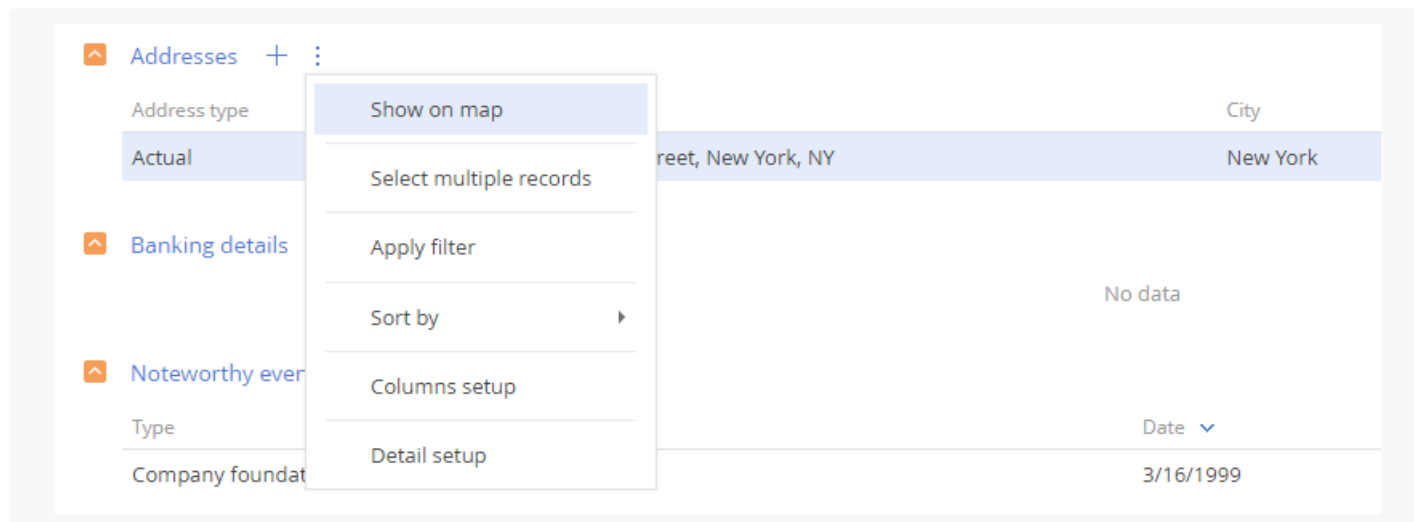 Addresses
Address type City
Show on map
Actual reet, New York, NY New York
Select multiple records
Banking details
Apply filter
No data
Sort by
Noteworthy ever
Columns setup
Type Date
Detail setup
Company foundat 3/16/1999